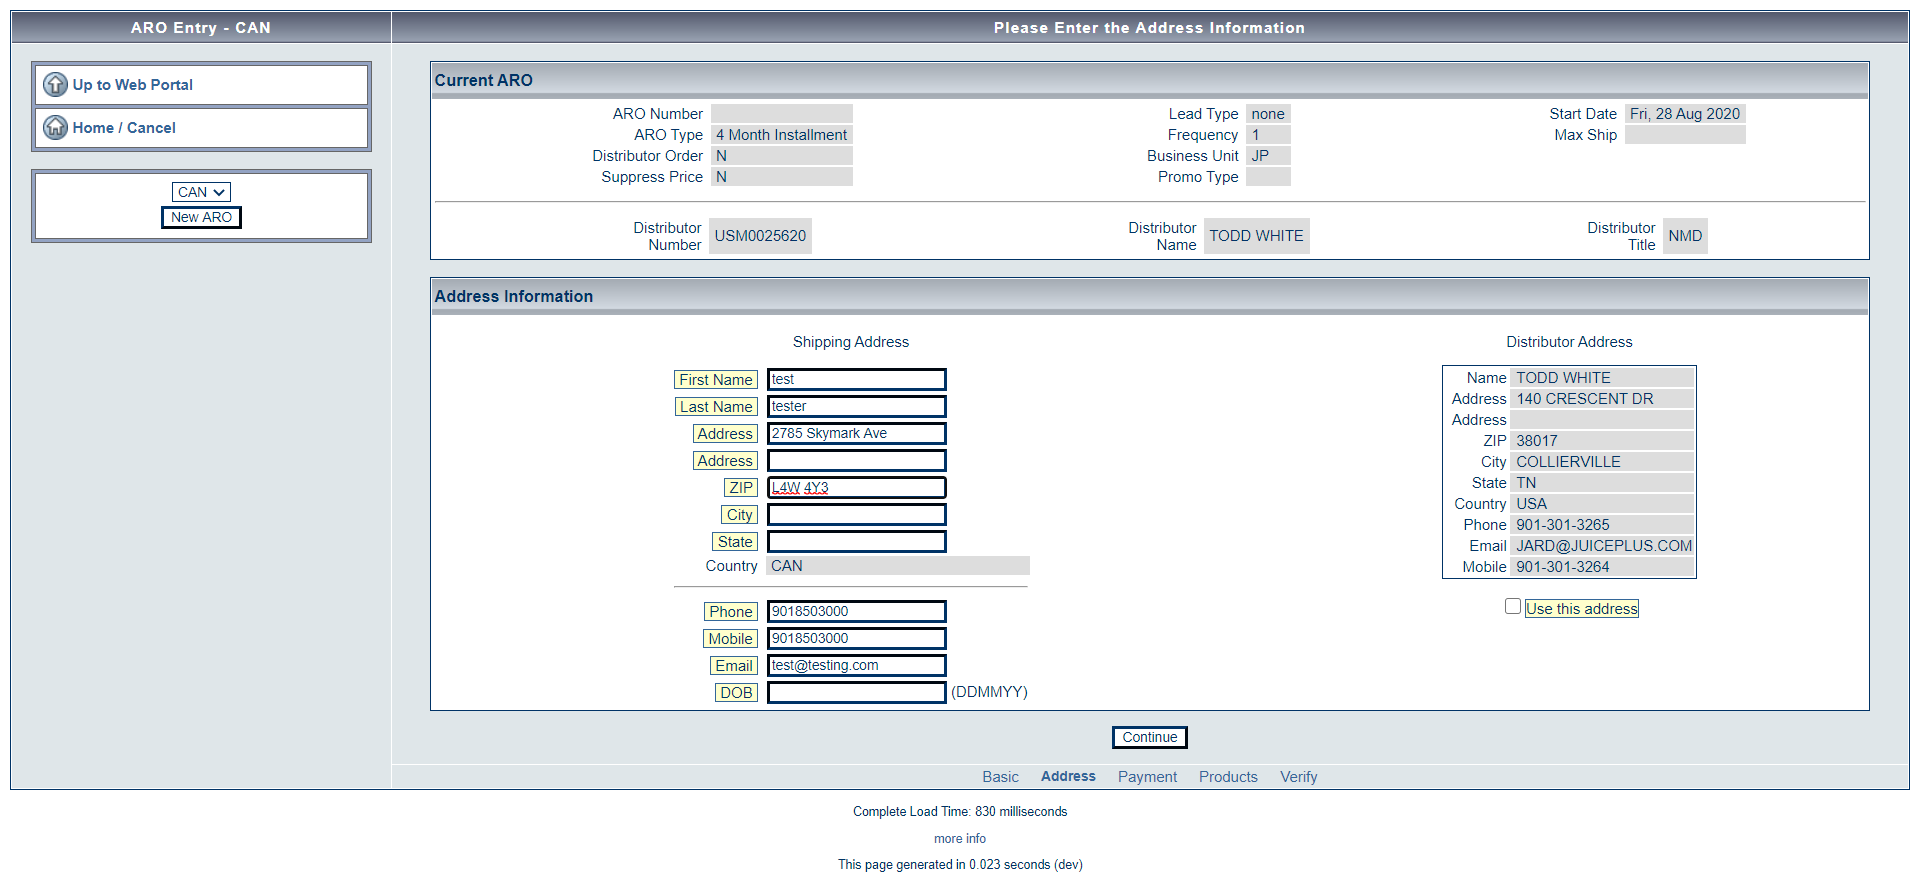 ARO Entry - CAN
Please Enter the Address Information
Up to Web Portal
Home / Cancel
CAN
New ARO
Current ARO
ARO Number
Lead Type none
Start Date Fri, 28 Aug 2020
ARO Type 4 Month Installment
Frequency 1
Max Ship
Distributor Order N
Business Unit JP
Suppress Price N
Promo Type
Distributor Number USM0025620
Distributor Name TODD WHITE
Distributor Title NMD
Address Information
Shipping Address
First Name test
Last Name tester
Address 2785 Skymark Ave
Address
ZIP L4W 4Y3
City
State
Country CAN
Phone 9018503000
Mobile 9018503000
Email test@testing.com
DOB (DDMMYY)
Distributor Address
Name TODD WHITE
Address 140 CRESCENT DR
Address
ZIP 38017
City COLLIERVILLE
State TN
Country USA
Phone 901-301-3265
Email JARD@JUICEPLUS.COM
Mobile 901-301-3264
Use this address
Continue
Basic Address Payment Products Verify
Complete Load Time: 830 milliseconds
more info
This page generated in 0.023 seconds (dev)